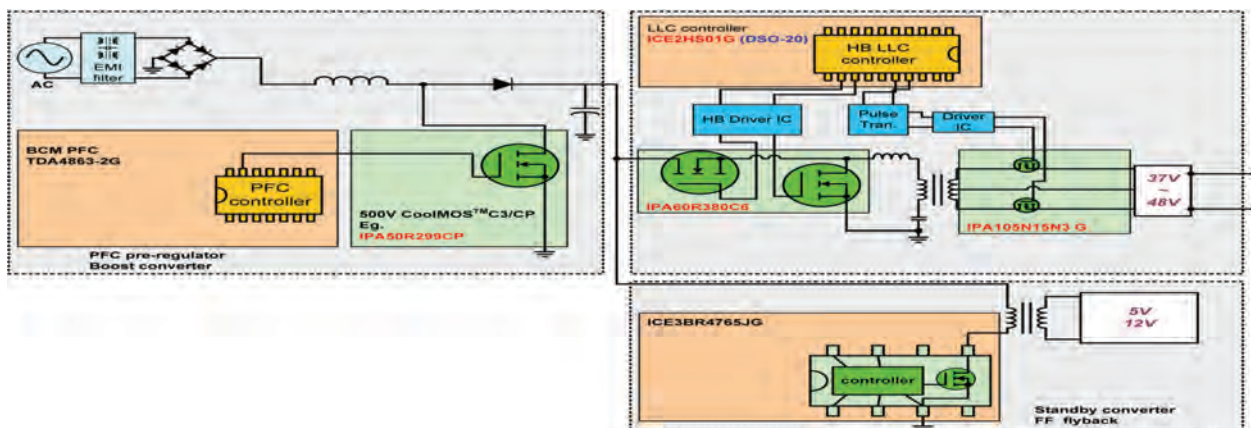 AC
EMI
filter
BCM PFC
TDA4863-2G
PFC
controller
500V CoolMOS™C3/CP
Eg.
IPA50R299CP
PFC pre-regulator
Boost converter
LLC controller
ICE2HS01G (DSO-20)
HB LLC
controller
HB Driver IC
Pulse
Tran.
Driver
IC
IPA60R380C6
IPA105N15N3 G
37V
~
48V
ICE3BR4765JG
controller
5V
12V
Standby converter
FF flyback